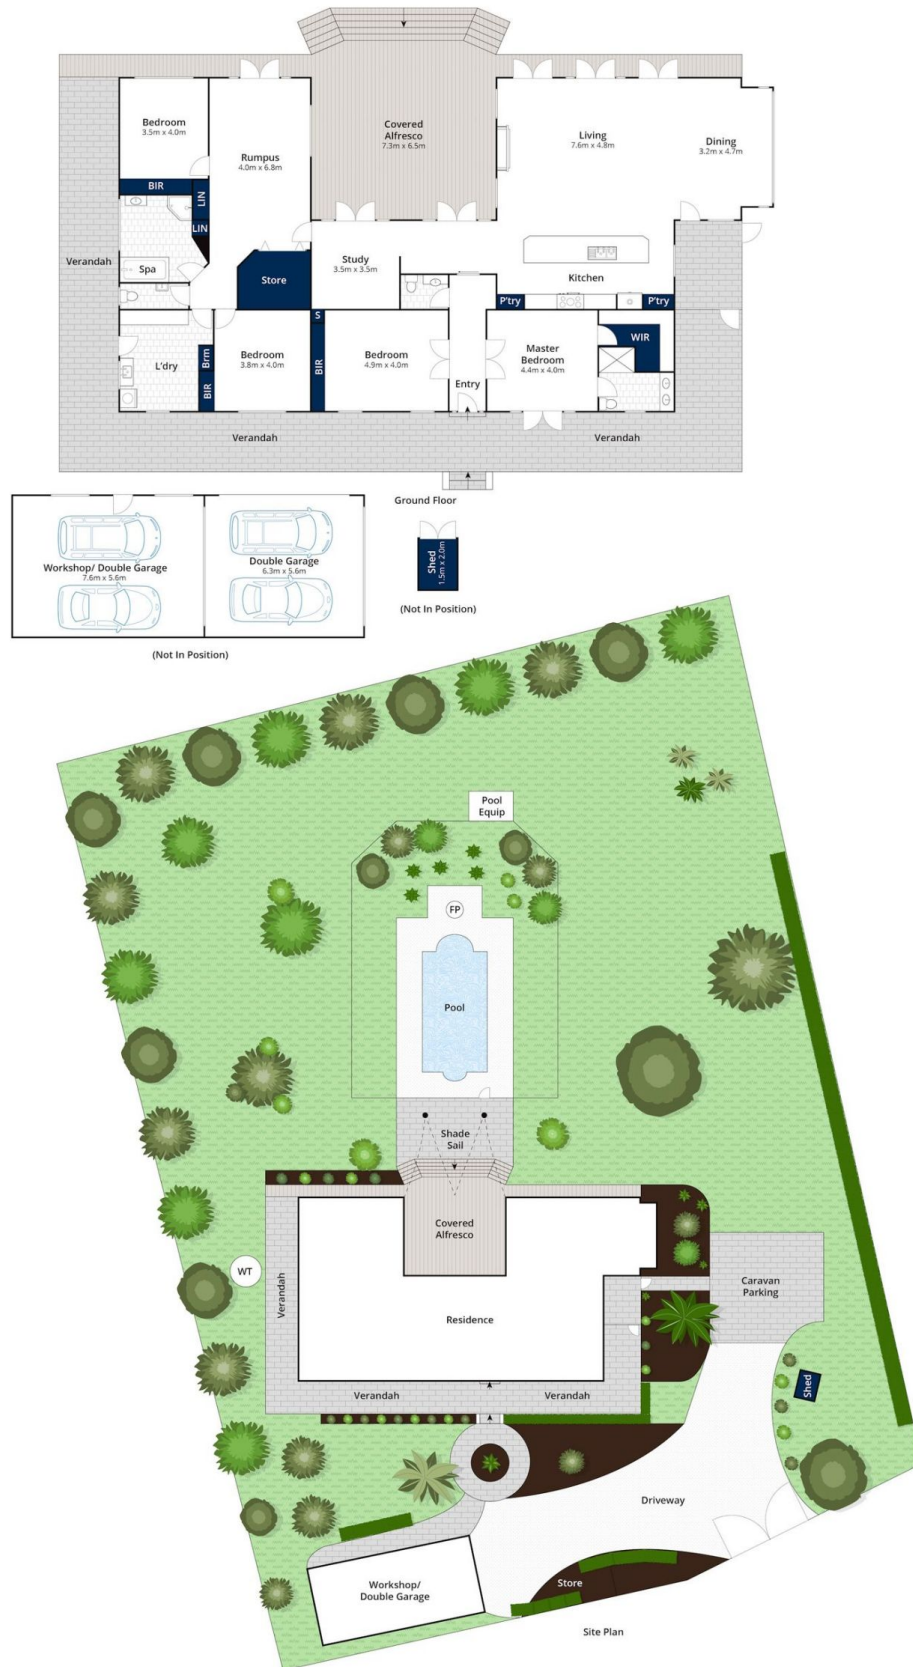 Bedroom
3.5m x 4.0m
Rumpus
4.0m x 6.8m
Covered
Alfresco
7.3m x 6.5m
Living
7.6m x 4.8m
Dining
3.2m x 4.7m
BIR
LIN
LIN
Verandah
Spa
Store
Study
3.5m x 3.5m
Kitchen
P'try
P'try
S
BIR
L'dry
Brm
BIR
Bedroom
3.8m x 4.0m
Bedroom
4.9m x 4.0m
Entry
Master
Bedroom
4.4m x 4.0m
WIR
Verandah
Verandah
Ground Floor
Workshop/ Double Garage
7.6m x 5.6m
Double Garage
6.3m x 5.6m
(Not In Position)
Shed
1.5m x 2.0m
(Not In Position)
Pool
Equip
FP
Pool
Shade
Sail
Covered
Alfresco
WT
Verandah
Residence
Caravan
Parking
Verandah
Verandah
Shed
Driveway
Workshop/
Double Garage
Store
Site Plan